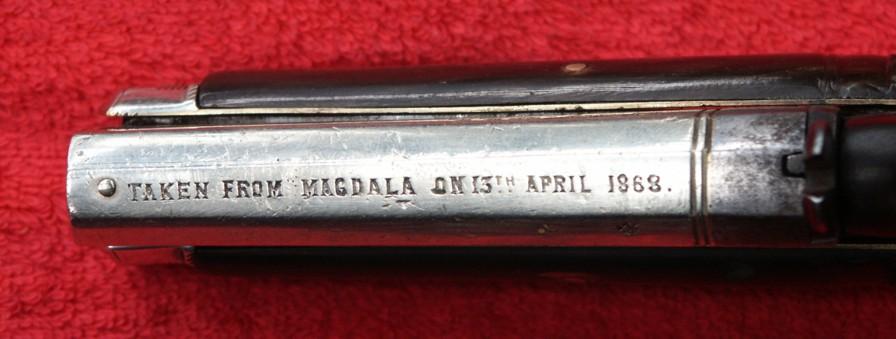 TAKEN FROM MAGDALA ON 13TH APRIL 1868.